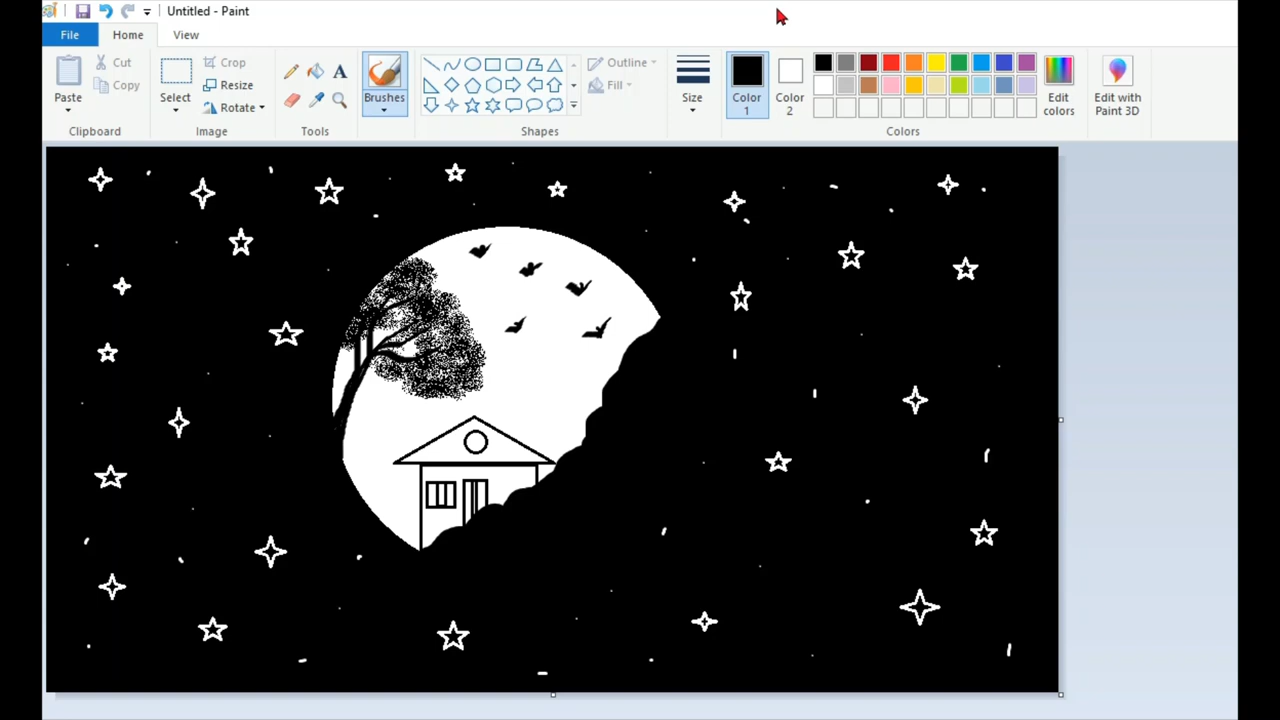 Untitled - Paint
File Home View
Paste
Cut
Copy
Clipboard
Select
Crop
Resize
Rotate
Image
Tools
Brushes
Outline
Fill
Shapes
Size
Color 1
Color 2
Edit colors
Colors
Edit with Paint 3D